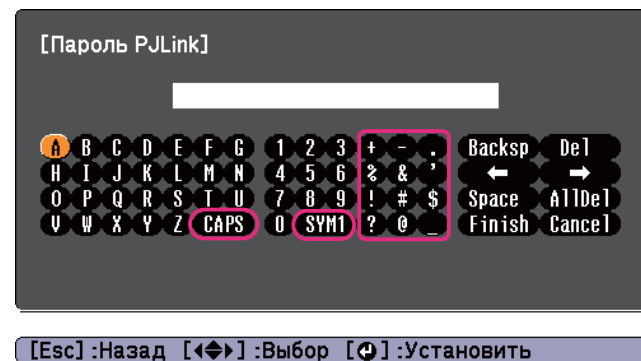 [Пароль PJLink]
A B C D E F G 1 2 3 + - . Backsp Del
H I J K L M N 4 5 6 % & ' ← →
O P Q R S T U 7 8 9 ! # $ Space AllDel
V W X Y Z CAPS 0 SYM1 ? @ _ Finish Cancel
[Esc] :Назад [◀◆▶] :Выбор [↵] :Установить